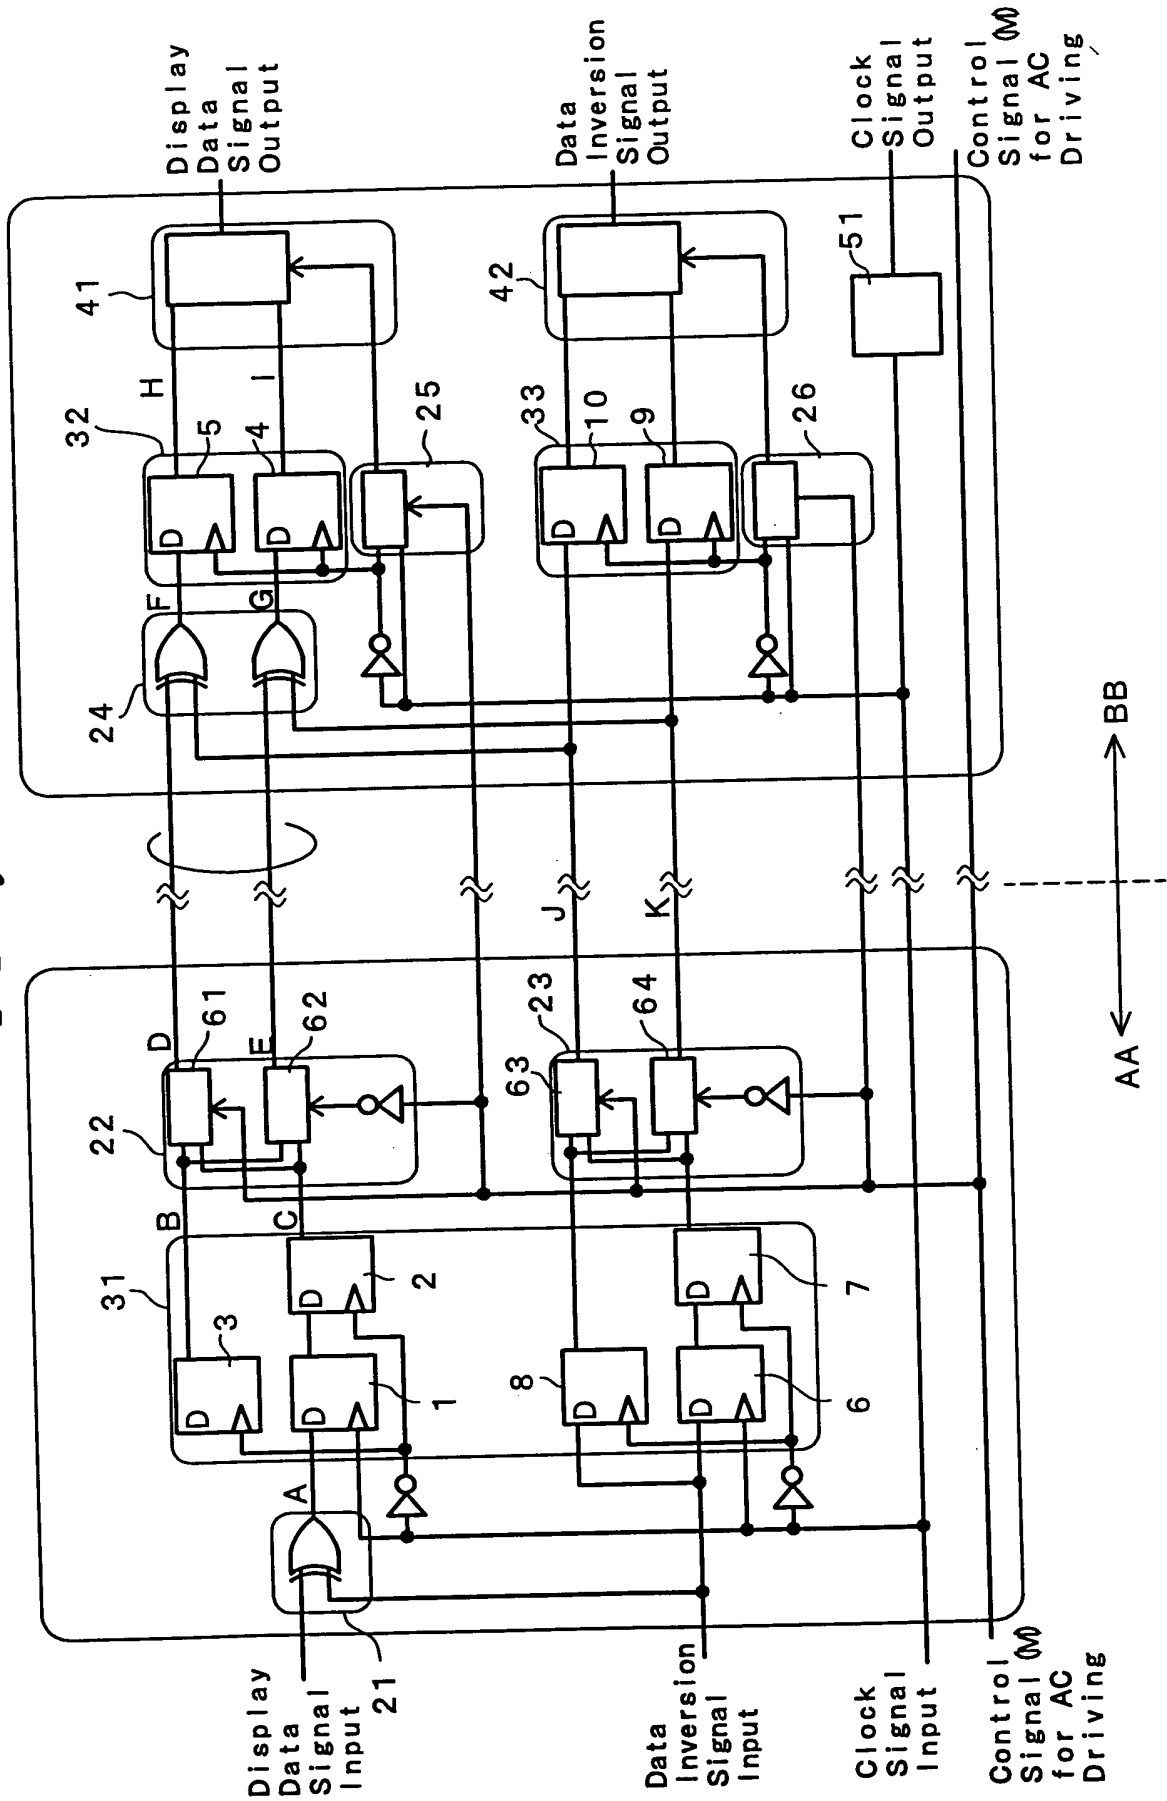 Display
Data
Signal
Output
Data
Inversion
Signal
Output
Clock
Signal
Output
Control
Signal (M)
for AC
Driving
41
42
51
H
I
32
5
4
25
33
10
9
26
D
D
D
D
F
G
24
J
K
BB
AA
D
61
E
62
22
23
63
64
B
C
31
3
D
2
D
1
D
7
D
8
D
6
D
A
21
Display
Data
Signal
Input
Data
Inversion
Signal
Input
Clock
Signal
Input
Control
Signal (M)
for AC
Driving